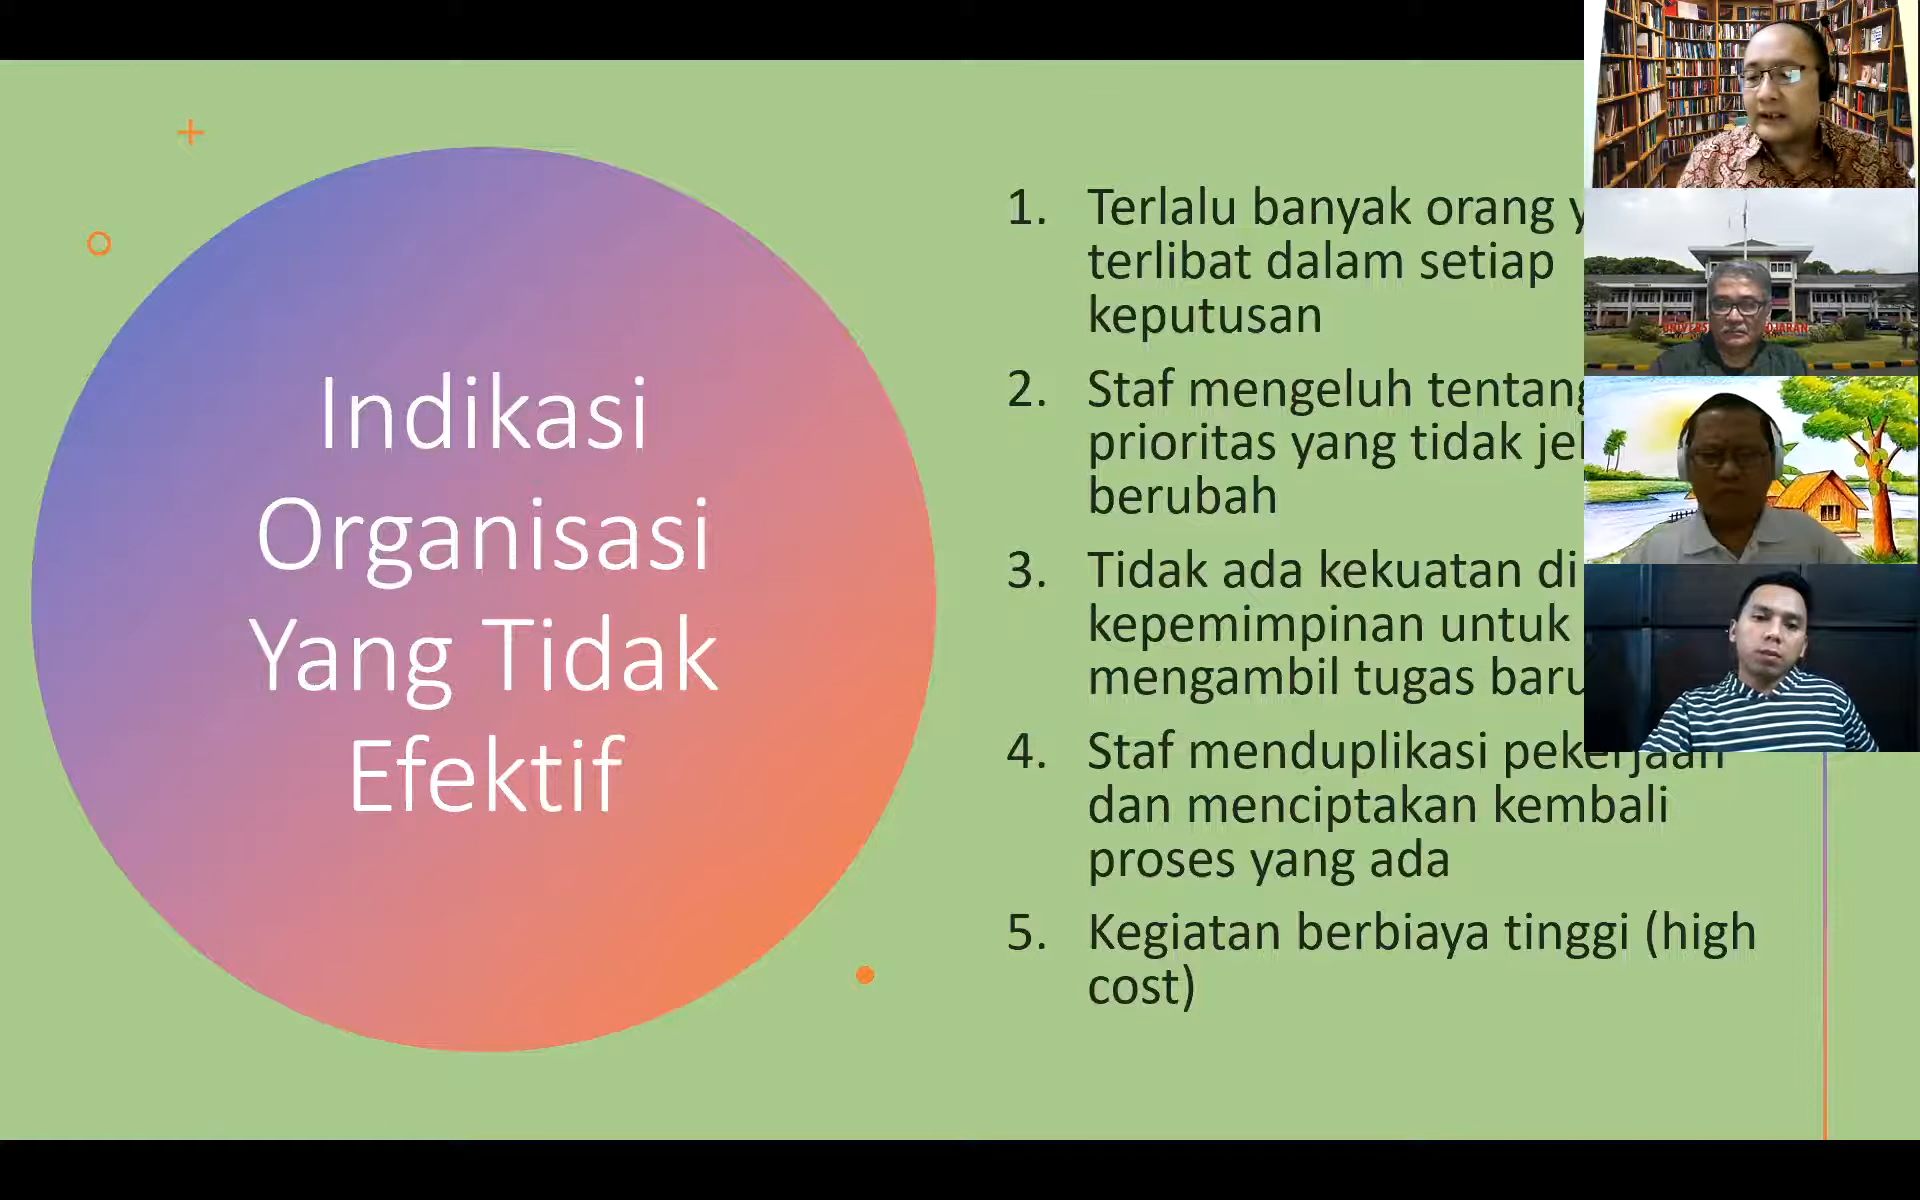 Indikasi
Organisasi
Yang Tidak
Efektif
1. Terlalu banyak orang
terlibat dalam setiap
keputusan
2. Staf mengeluh tentang
prioritas yang tidak
berubah
3. Tidak ada kekuatan di
kepemimpinan untuk
mengambil tugas baru
4. Staf menduplikasi pekerjaan
dan menciptakan kembali
proses yang ada
5. Kegiatan berbiaya tinggi (high
cost)